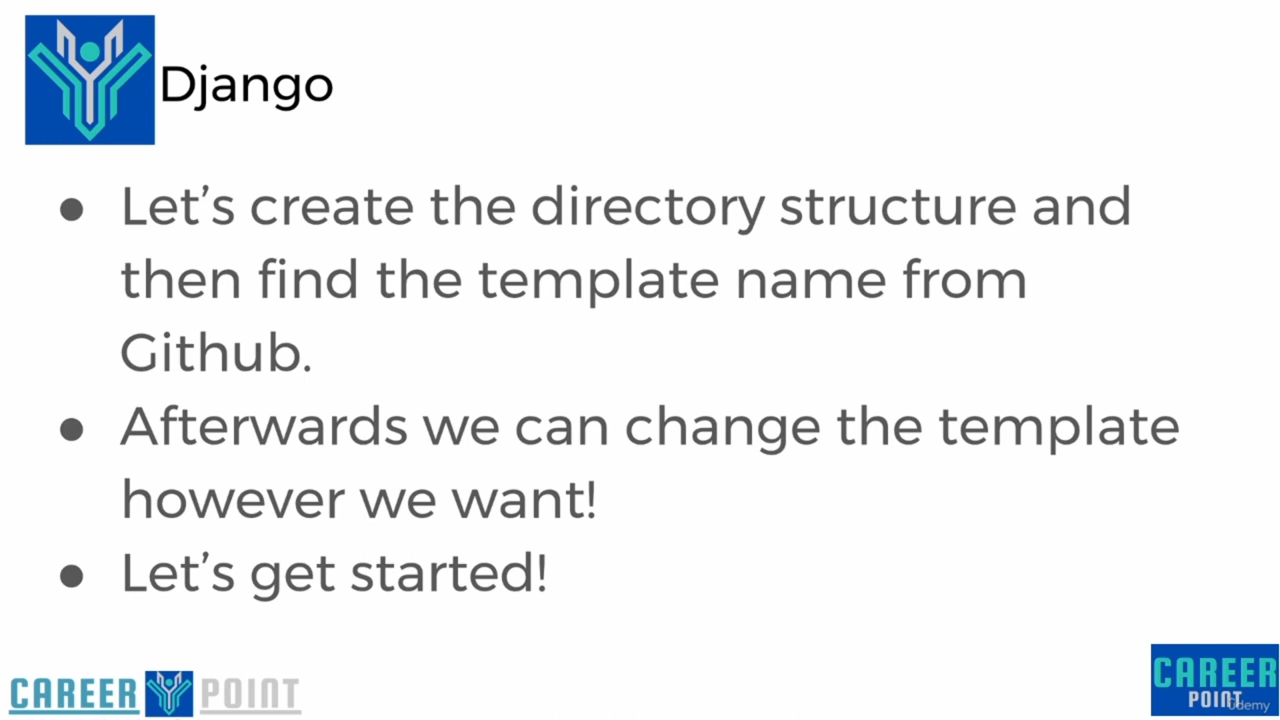 Django
● Let’s create the directory structure and
then find the template name from
Github.
● Afterwards we can change the template
however we want!
● Let’s get started!
CAREER POINT
CAREER
POINT
ûdemy